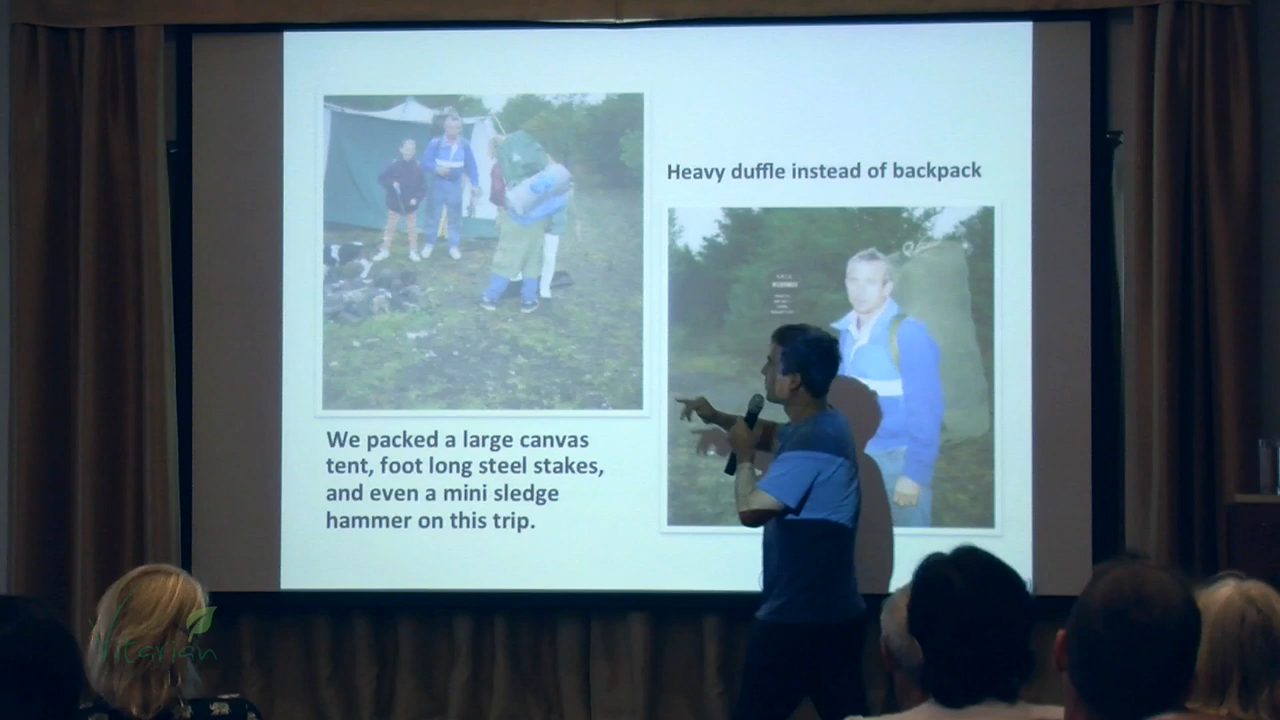 Heavy duffle instead of backpack
We packed a large canvas
tent, foot long steel stakes,
and even a mini sledge
hammer on this trip.
Vitarian